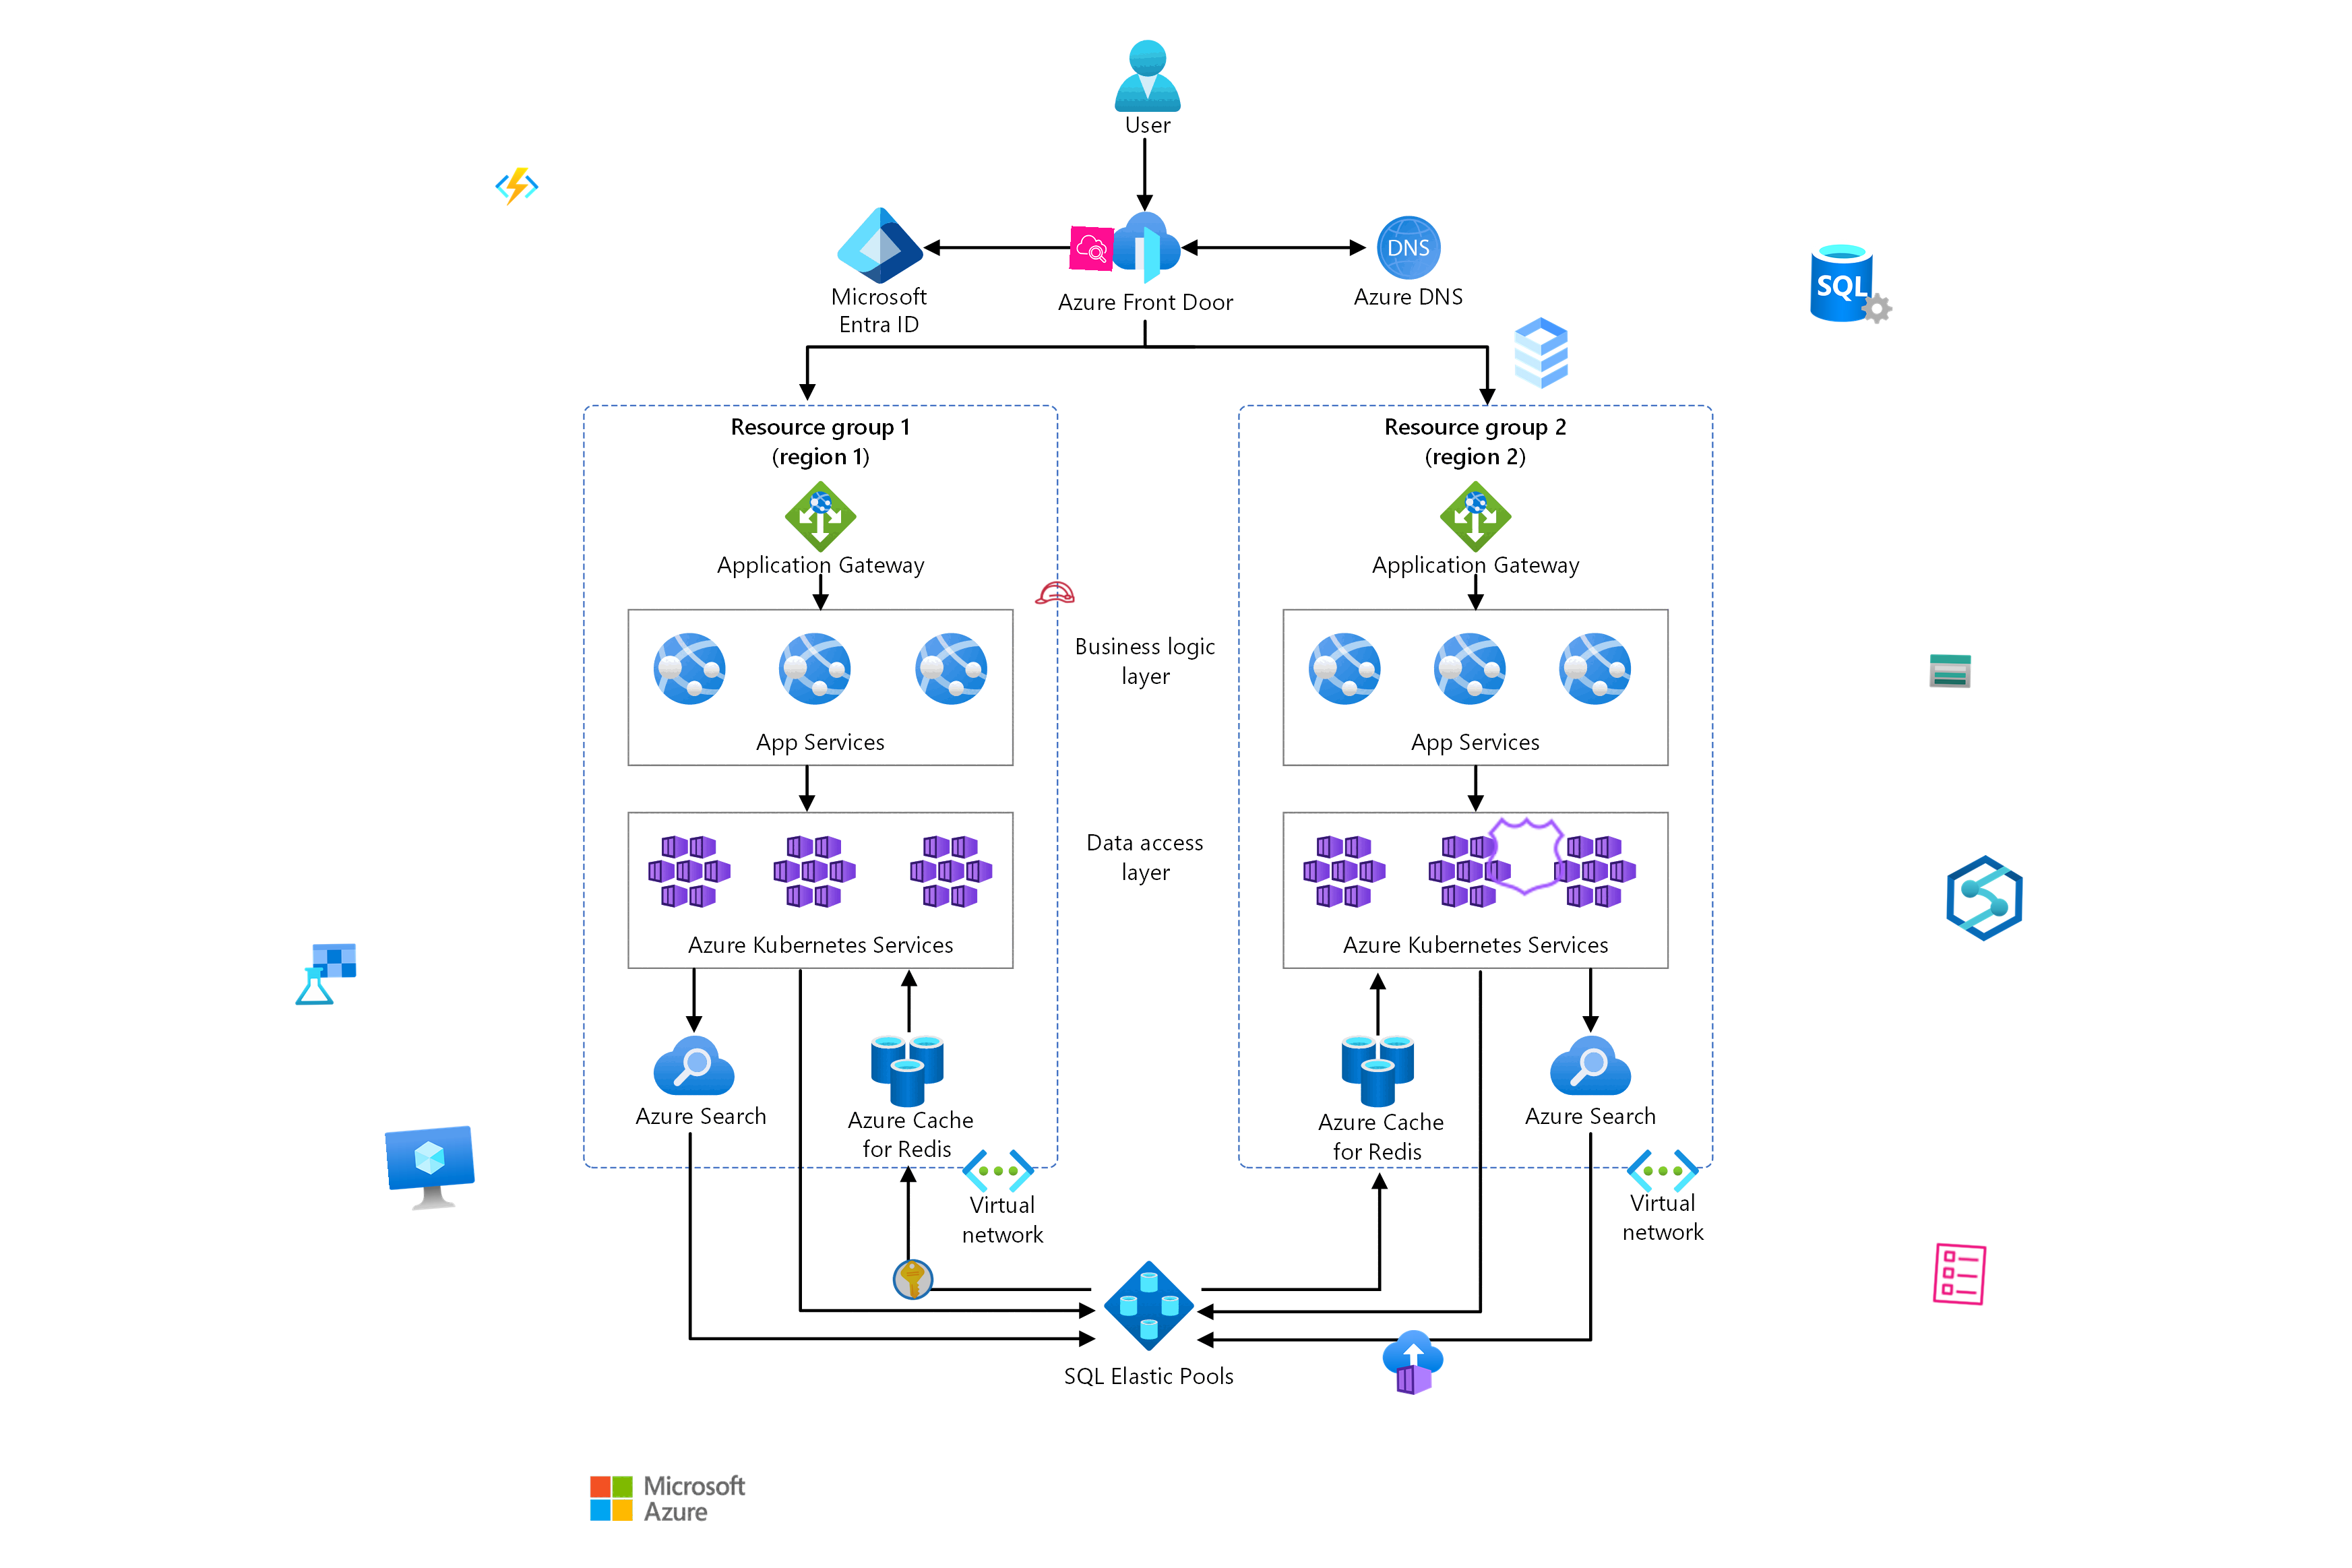 User
DNS
Microsoft
Entra ID
Azure Front Door
Azure DNS
SQL
Resource group 1
(region 1)
Resource group 2
(region 2)
Application Gateway
Application Gateway
Business logic
layer
App Services
App Services
Data access
layer
Azure Kubernetes Services
Azure Kubernetes Services
Azure Search
Azure Cache
for Redis
Azure Cache
for Redis
Azure Search
Virtual
network
Virtual
network
SQL Elastic Pools
Microsoft
Azure